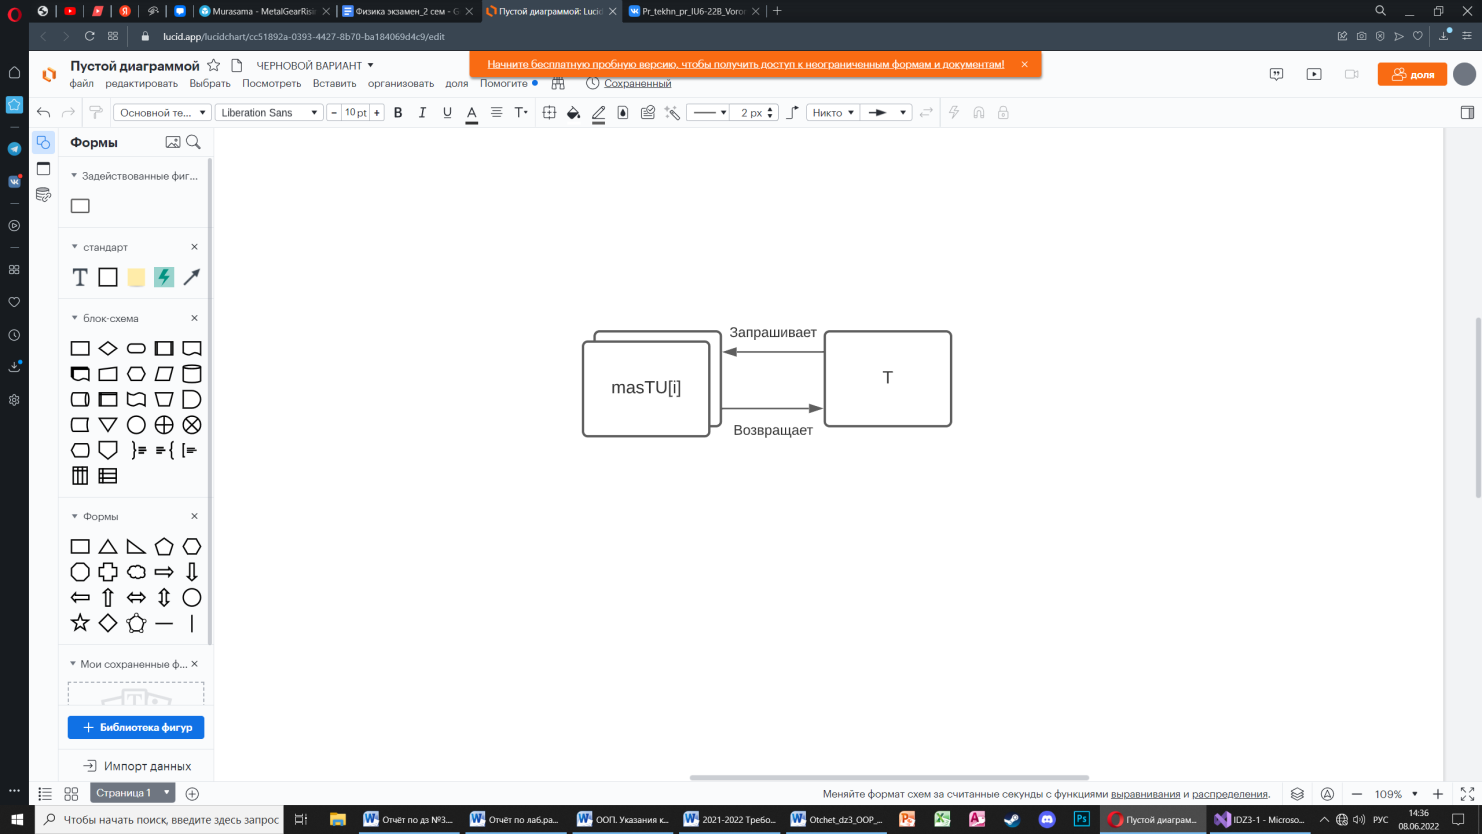 Murasama - MetalGearRisi
Физика экзамен_2 сем - G
Пустой диаграммой: Lucid
Pr_tekhn_pr_IU6-22B_Voron
lucid.app/lucidchart/cc51892a-0393-4427-8b70-ba184069d4c9/edit
Пустой диаграммой
ЧЕРНОВОЙ ВАРИАНТ
Начните бесплатную пробную версию, чтобы получить доступ к неограниченным формам и документам!
доля
файл редактировать Выбрать Посмотреть Вставить организовать доля Помогите Сохраненный
Основной те...
Liberation Sans
10 pt
B I U A T
2 px
Никто
Формы
Задействованные фиг...
стандарт
T
блок-схема
Формы
Мои сохраненные ф...
Библиотека фигур
Импорт данных
Запрашивает
masTU[i]
T
Возвращает
Страница 1
Меняйте формат схем за считанные секунды с функциями выравнивания и распределения.
109%
Чтобы начать поиск, введите здесь запрос
Отчёт по дз №3...
Отчёт по лаб.ра...
ООП. Указания к...
2021-2022 Требо...
Otchet_dz3_OOP_...
Пустой диаграм...
IDZ3-1 - Microso...
РУС
14:36
08.06.2022